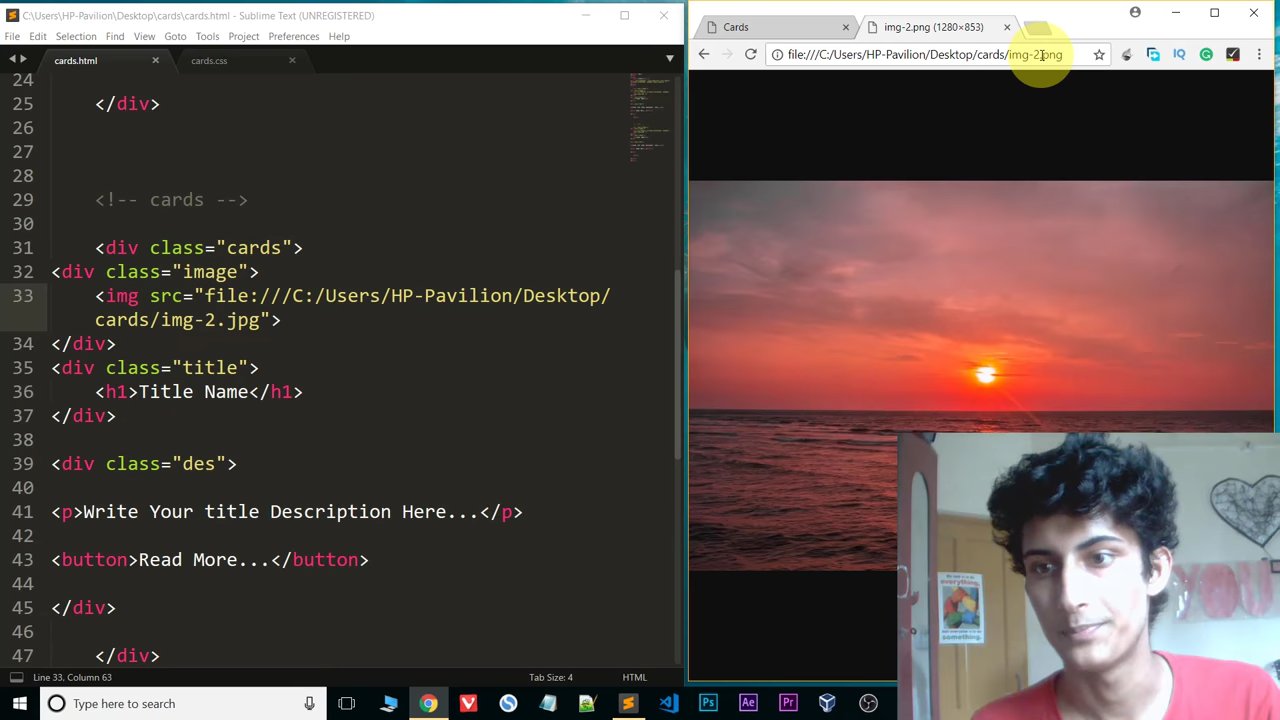 C:\Users\HP-Pavilion\Desktop\cards\cards.html - Sublime Text (UNREGISTERED)
File Edit Selection Find View Goto Tools Project Preferences Help
cards.html
cards.css
24
25 </div>
26
27
28
29 <!-- cards -->
30
31 <div class="cards">
32 <div class="image">
33 <img src="file:///C:/Users/HP-Pavilion/Desktop/
cards/img-2.jpg">
34 </div>
35 <div class="title">
36 <h1>Title Name</h1>
37 </div>
38
39 <div class="des">
40
41 <p>Write Your title Description Here...</p>
42
43 <button>Read More...</button>
44
45 </div>
46
47 </div>
Line 33, Column 63
Tab Size: 4
HTML
Cards
img-2.png (1280×853)
file:///C:/Users/HP-Pavilion/Desktop/cards/img-2.png
IQ
something.
Type here to search
Ps
Ae
Pr